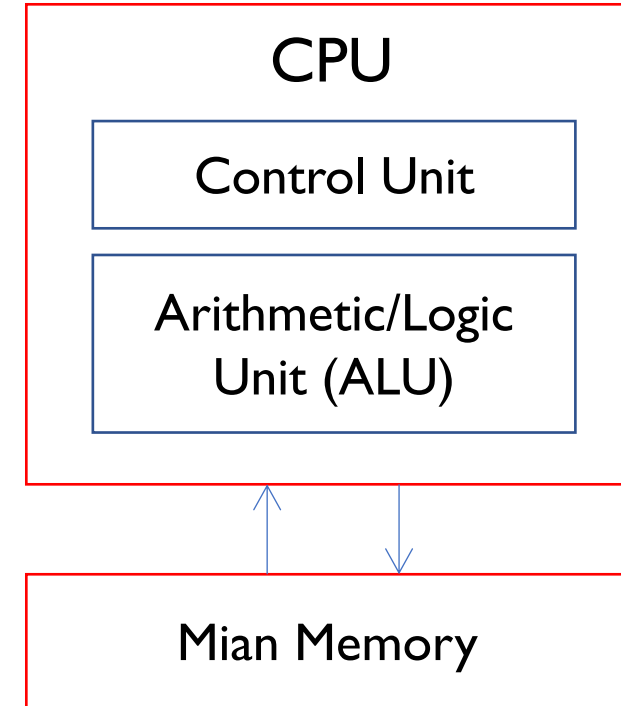 CPU
Control Unit
Arithmetic/Logic
Unit (ALU)
Mian Memory